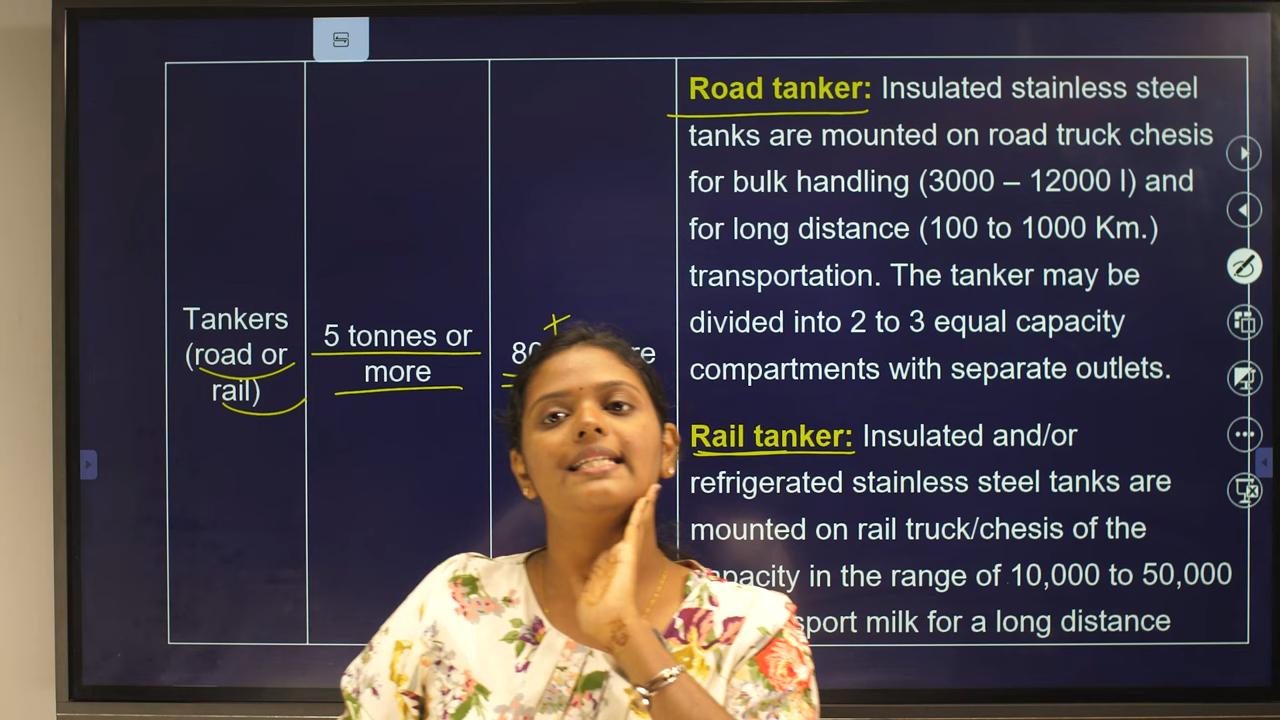 Tankers
(road or
rail)
5 tonnes or
more
Road tanker: Insulated stainless steel
tanks are mounted on road truck chesis
for bulk handling (3000 – 12000 l) and
for long distance (100 to 1000 Km.)
transportation. The tanker may be
divided into 2 to 3 equal capacity
compartments with separate outlets.
Rail tanker: Insulated and/or
refrigerated stainless steel tanks are
mounted on rail truck/chesis of the
capacity in the range of 10,000 to 50,000
milk for a long distance